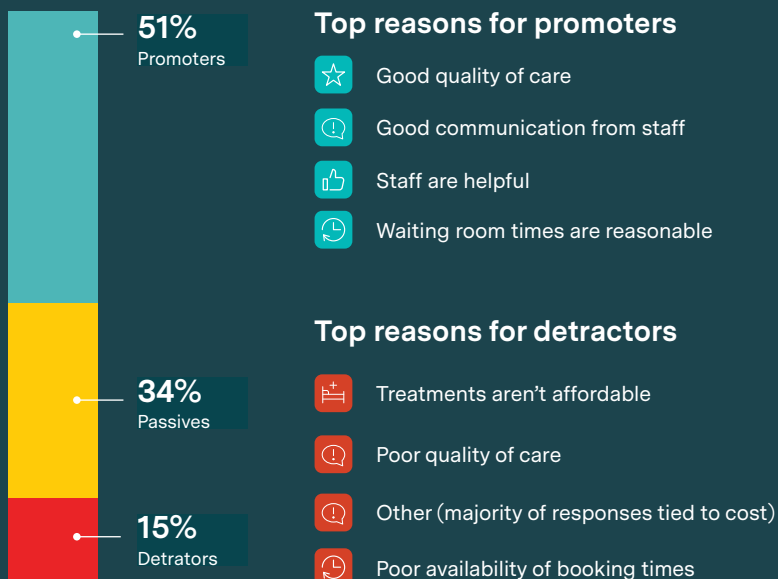 51%
Promoters
34%
Passives
15%
Detrators
Top reasons for promoters
Good quality of care
Good communication from staff
Staff are helpful
Waiting room times are reasonable
Top reasons for detractors
Treatments aren't affordable
Poor quality of care
Other (majority of responses tied to cost)
Poor availability of booking times